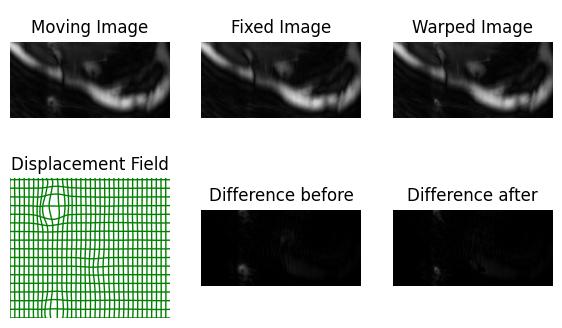 Moving Image
Fixed Image
Warped Image
Displacement Field
Difference before
Difference after